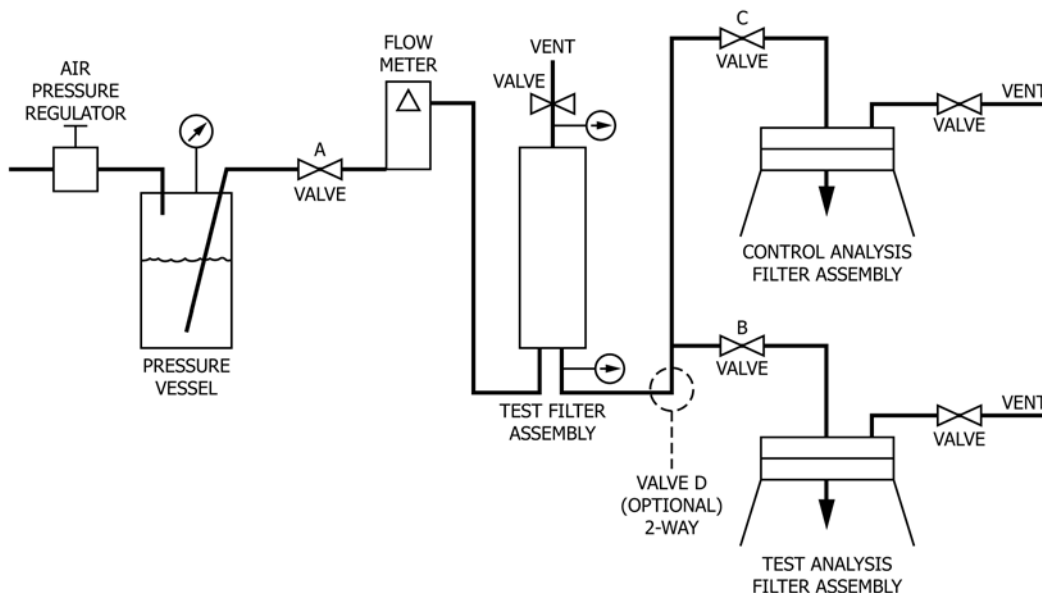 AIR
PRESSURE
REGULATOR
PRESSURE
VESSEL
A
VALVE
FLOW
METER
VENT
VALVE
TEST FILTER
ASSEMBLY
C
VALVE
VENT
VALVE
CONTROL ANALYSIS
FILTER ASSEMBLY
B
VALVE
VALVE D
(OPTIONAL)
2-WAY
VENT
VALVE
TEST ANALYSIS
FILTER ASSEMBLY